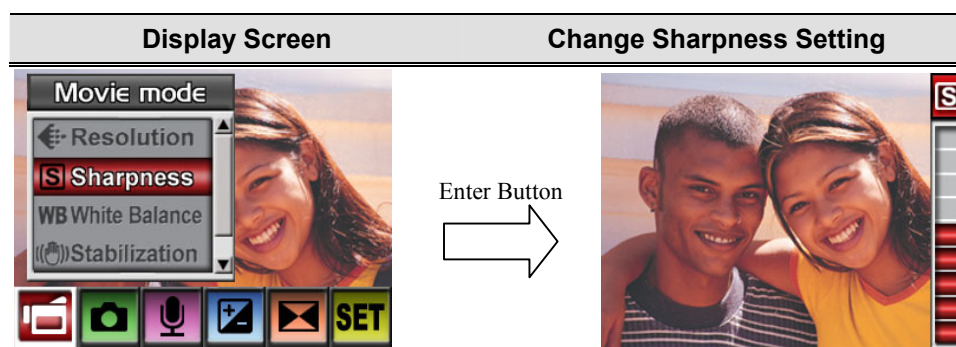 Display Screen
Change Sharpness Setting
Movie mode
Resolution
S Sharpness
WB White Balance
Stabilization
SET
Enter Button
S